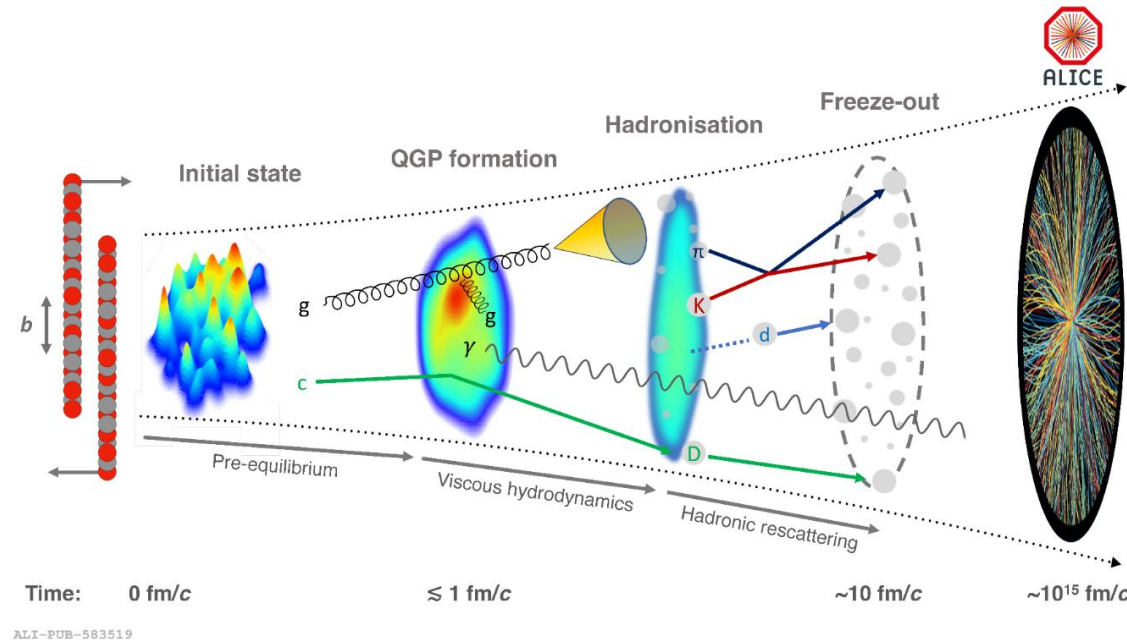 ALICE
Freeze-out
Hadronisation
QGP formation
Initial state
b
g
g
γ
c
π
K
d
D
Pre-equilibrium
Viscous hydrodynamics
Hadronic rescattering
Time: 0 fm/c ≲ 1 fm/c ~10 fm/c ~10¹⁵ fm/c
ALI-PUB-583519